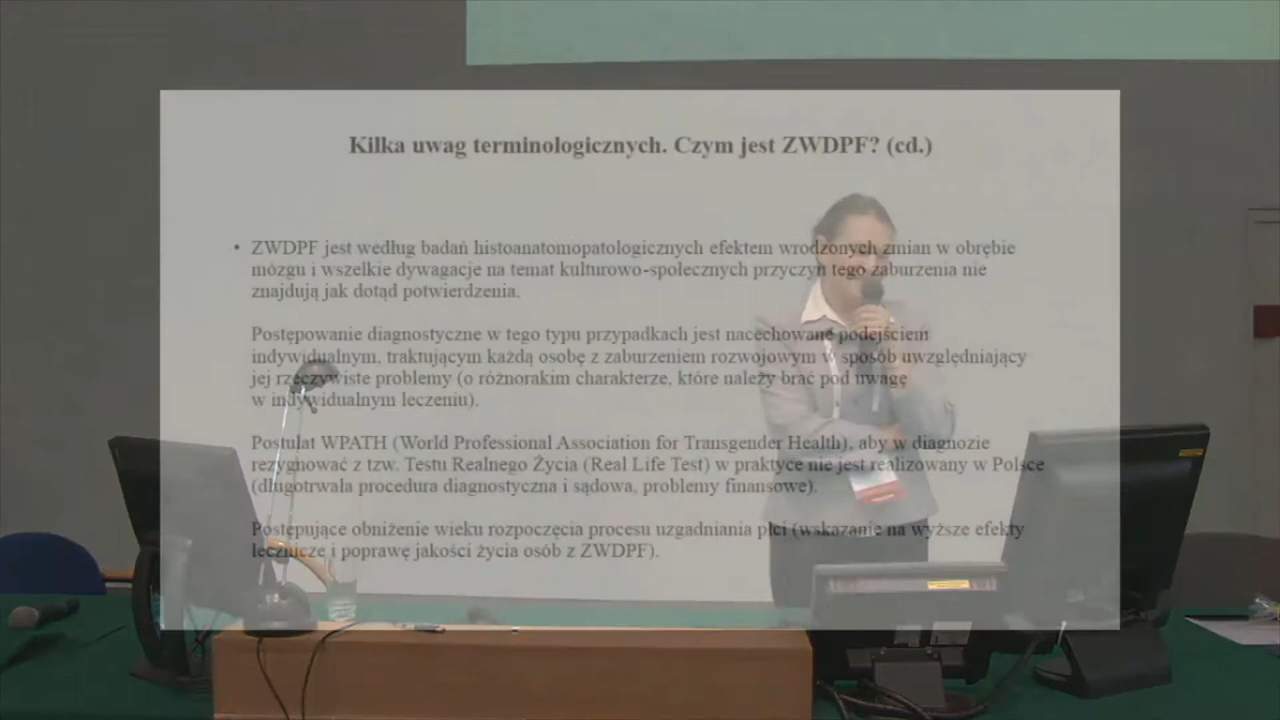 Kilka uwag terminologicznych. Czym jest ZWDPF? (cd.)
• ZWDPF jest według badań histoanatomopatologicznych efektem wrodzonych zmian w obrębie
mózgu i wszelkie dywagacje na temat kulturowo-społecznych przyczyn tego zaburzenia nie
znajdują jak dotąd potwierdzenia.
Postępowanie diagnostyczne w tego typu przypadkach jest nacechowane podejściem
indywidualnym, traktującym każdą osobę z zaburzeniem rozwojowym w sposób uwzględniający
jej rzeczywiste problemy (o różnorakim charakterze, które należy brać pod uwagę
w indywidualnym leczeniu).
Postulat WPATH (World Professional Association for Transgender Health), aby w diagnozie
rezygnować z tzw. Testu Realnego Życia (Real Life Test) w praktyce nie jest realizowany w Polsce
(długotrwała procedura diagnostyczna i sądowa, problemy finansowe).
Postępujące obniżenie wieku rozpoczęcia procesu uzgadniania płci (wskazanie na wyższe efekty
lecznicze i poprawę jakości życia osób z ZWDPF).